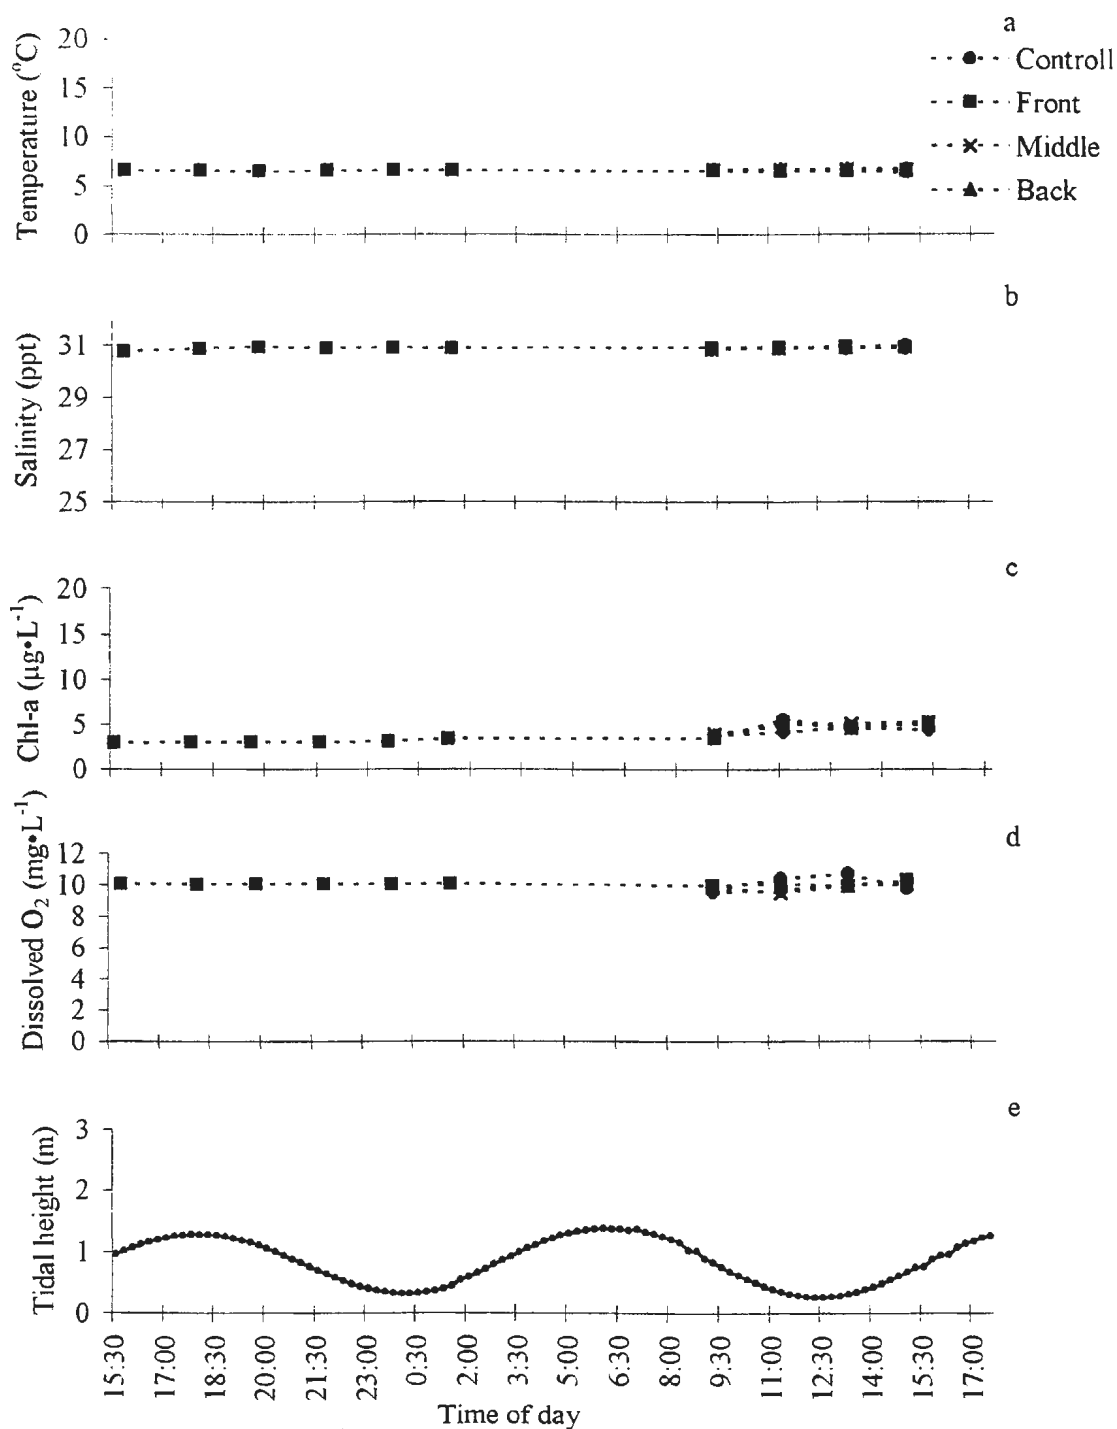 a
Temperature (°C)
20
15
10
5
0
Controll
Front
Middle
Back
b
Salinity (ppt)
31
29
27
25
c
Chl-a (µg•L⁻¹)
20
15
10
5
0
d
Dissolved O₂ (mg•L⁻¹)
12
10
8
6
4
2
0
e
Tidal height (m)
3
2
1
0
15:30
17:00
18:30
20:00
21:30
23:00
0:30
2:00
3:30
5:00
6:30
8:00
9:30
11:00
12:30
14:00
15:30
17:00
Time of day